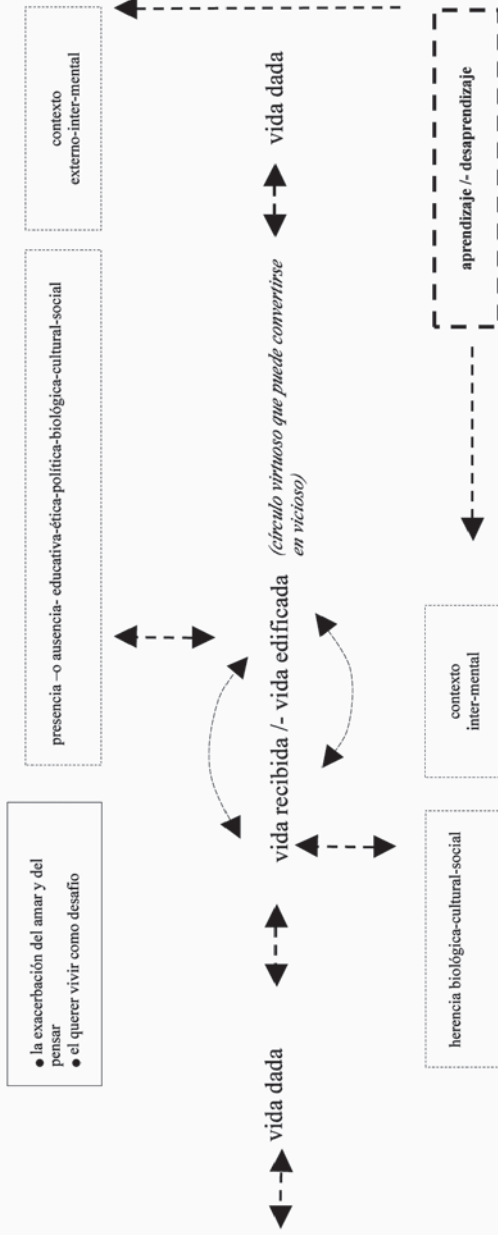 ● la exacerbación del amar y del
pensar
● el querer vivir como desafío
presencia –o ausencia- educativa-ética-política-biológica-cultural-social
contexto
externo-inter-mental
vida dada
vida recibida /- vida edificada
(círculo virtuoso que puede convertirse
en vicioso)
vida dada
herencia biológica-cultural-social
contexto
inter-mental
aprendizaje /- desaprendizaje